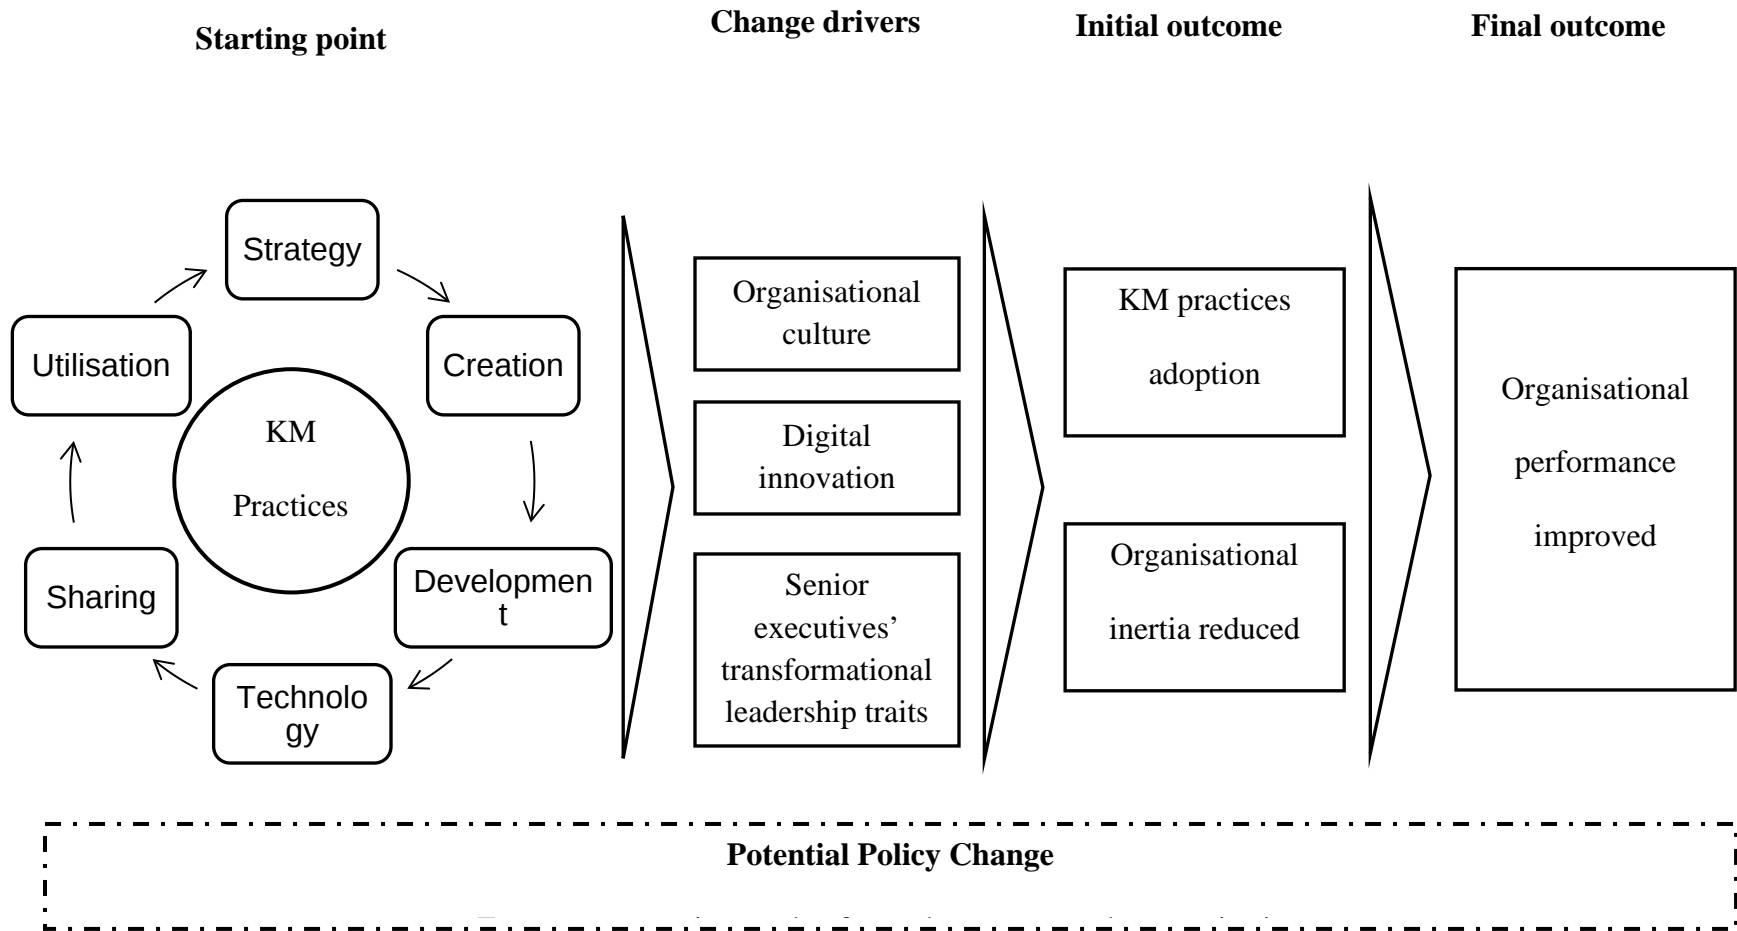 Starting point
Change drivers
Initial outcome
Final outcome
Strategy
Creation
Developmen
t
Technolo
gy
Sharing
Utilisation
KM
Practices
Organisational
culture
Digital
innovation
Senior
executives’
transformational
leadership traits
KM practices
adoption
Organisational
inertia reduced
Organisational
performance
improved
Potential Policy Change